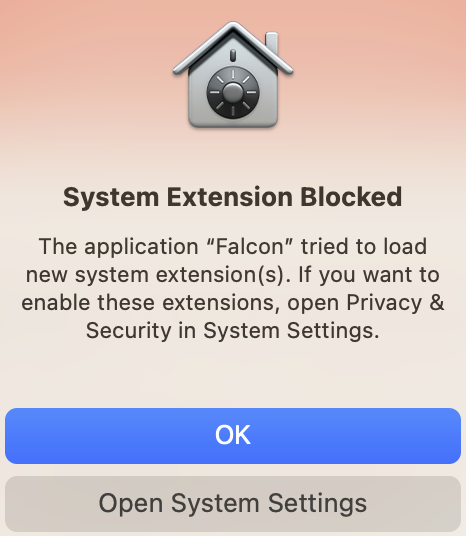 System Extension Blocked
The application “Falcon” tried to load
new system extension(s). If you want to
enable these extensions, open Privacy &
Security in System Settings.
OK
Open System Settings